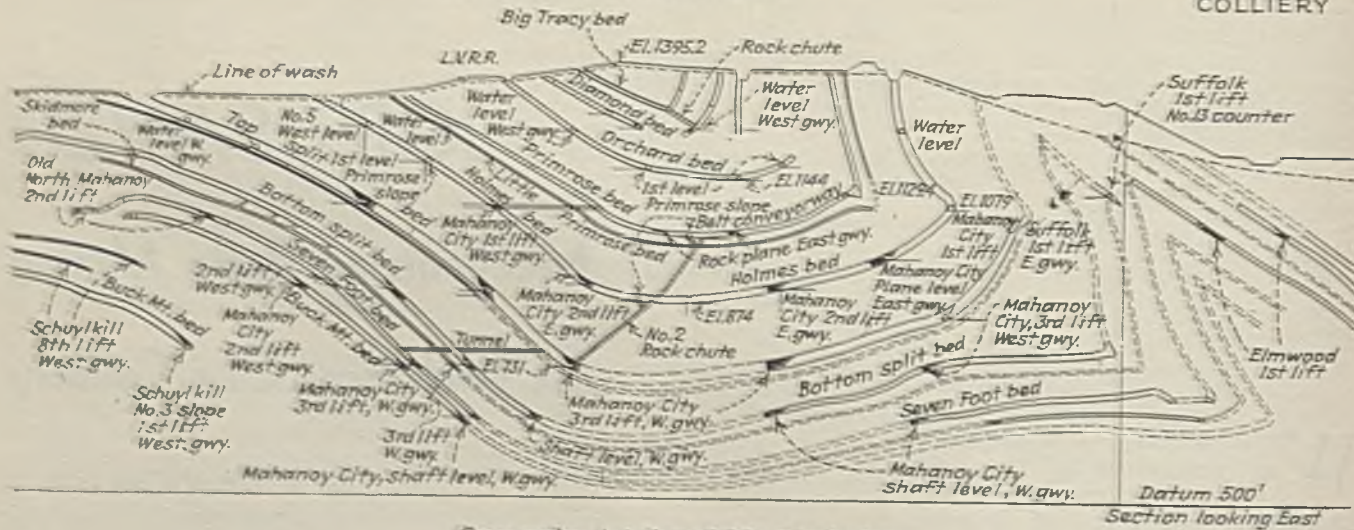 COLLIERY
Big Tracy bed
El.1395.2
Rock chute
L.V.R.R.
Line of wash
Suffolk
1st lift
No.13 counter
Skidmore
bed
Water
level W.
gwy.
Top
Split
bed
No.5
West level
1st level
Primrose
slope
Water
level
West gwy.
Diamond bed
Water
level
West gwy.
Water
level
Old
North Mahanoy
2nd lift
Orchard bed
El.1144
1st level
Primrose slope
Primrose bed
Little
Primrose bed
Holmes bed
Belt conveyorway
El.1079
Mahanoy
City
1st lift
Suffolk
1st lift
E.gwy.
Bottom split bed
Seven Foot bed
Mahanoy
City 1st lift
West gwy.
Rock plane East gwy.
Holmes bed
Mahanoy City
Plane level
East gwy.
2nd lift
West gwy.
Buck Mt. bed
Buck Mt. bed
Mahanoy
City 2nd lift
E.gwy.
El.874
Mahanoy
City 2nd lift
E.gwy.
Mahanoy
City, 3rd lift
West gwy.
Schuylkill
8th lift
West gwy.
Mahanoy
City
2nd lift
West gwy.
No.2
Rock chute
Tunnel
El.731
Elmwood
1st lift
Schuylkill
No.3 slope
1st lift
West gwy.
Mahanoy City
3rd lift, W.gwy.
Mahanoy City
3rd lift, W.gwy.
Bottom split bed
Seven Foot bed
3rd lift
W.gwy.
Shaft level, W.gwy.
Mahanoy City, shaft level, W.gwy.
Mahanoy City
shaft level, W.gwy.
Datum 500'
Section looking East